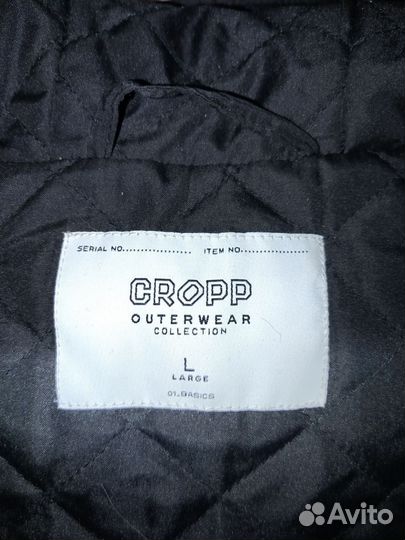 SERIAL NO................. ITEM NO..............
CROPP
OUTERWEAR
COLLECTION
L
LARGE
01.BASICS
Avito